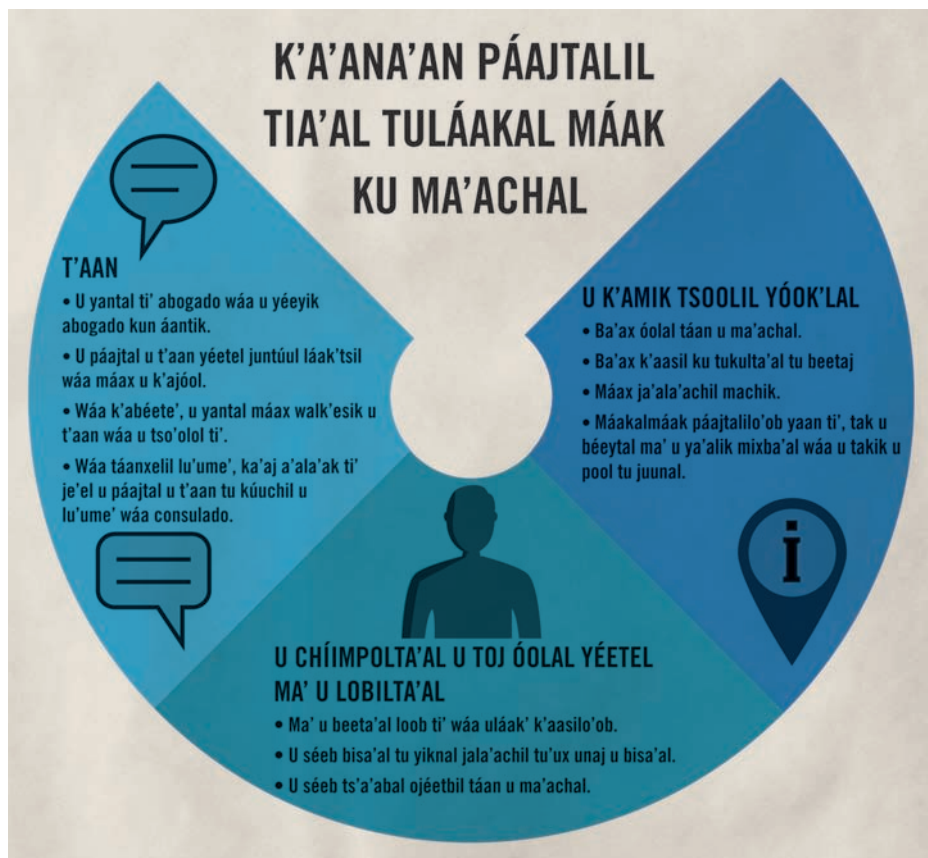 K'A'ANA'AN PÁAJTALIL
TIA'AL TULÁAKAL MÁAK
KU MA'ACHAL
T'AAN
• U yantal ti' abogado wáa u yéeyik
abogado kun áantik.
• U páajtal u t'aan yéetel juntúul láak'tsil
wáa máax u k'ajóol.
• Wáa k'abéete', u yantal máax walk'esik u
t'aan wáa u tso'olol ti'.
• Wáa táanxelil lu'ume', ka'aj a'ala'ak ti'
je'el u páajtal u t'aan tu kúuchil u
lu'ume' wáa consulado.
U CHÍIMPOLTA'AL U TOJ ÓOLAL YÉETEL
MA' U LOBILTA'AL
• Ma' u beeta'al loob ti' wáa uláak' k'aasilo'ob.
• U séeb bisa'al tu yiknal jala'achil tu'ux unaj u bisa'al.
• U séeb ts'a'abal ojéetbil táan u ma'achal.
U K'AMIK TSOOLIL YÓOK'LAL
• Ba'ax óolal táan u ma'achal.
• Ba'ax k'aasil ku tukulta'al tu beetaj
• Máax ja'ala'achil machik.
• Máakalmáak páajtalilo'ob yaan ti', tak u
béeytal ma' u ya'alik mixba'al wáa u takik u
pool tu juunal.
i